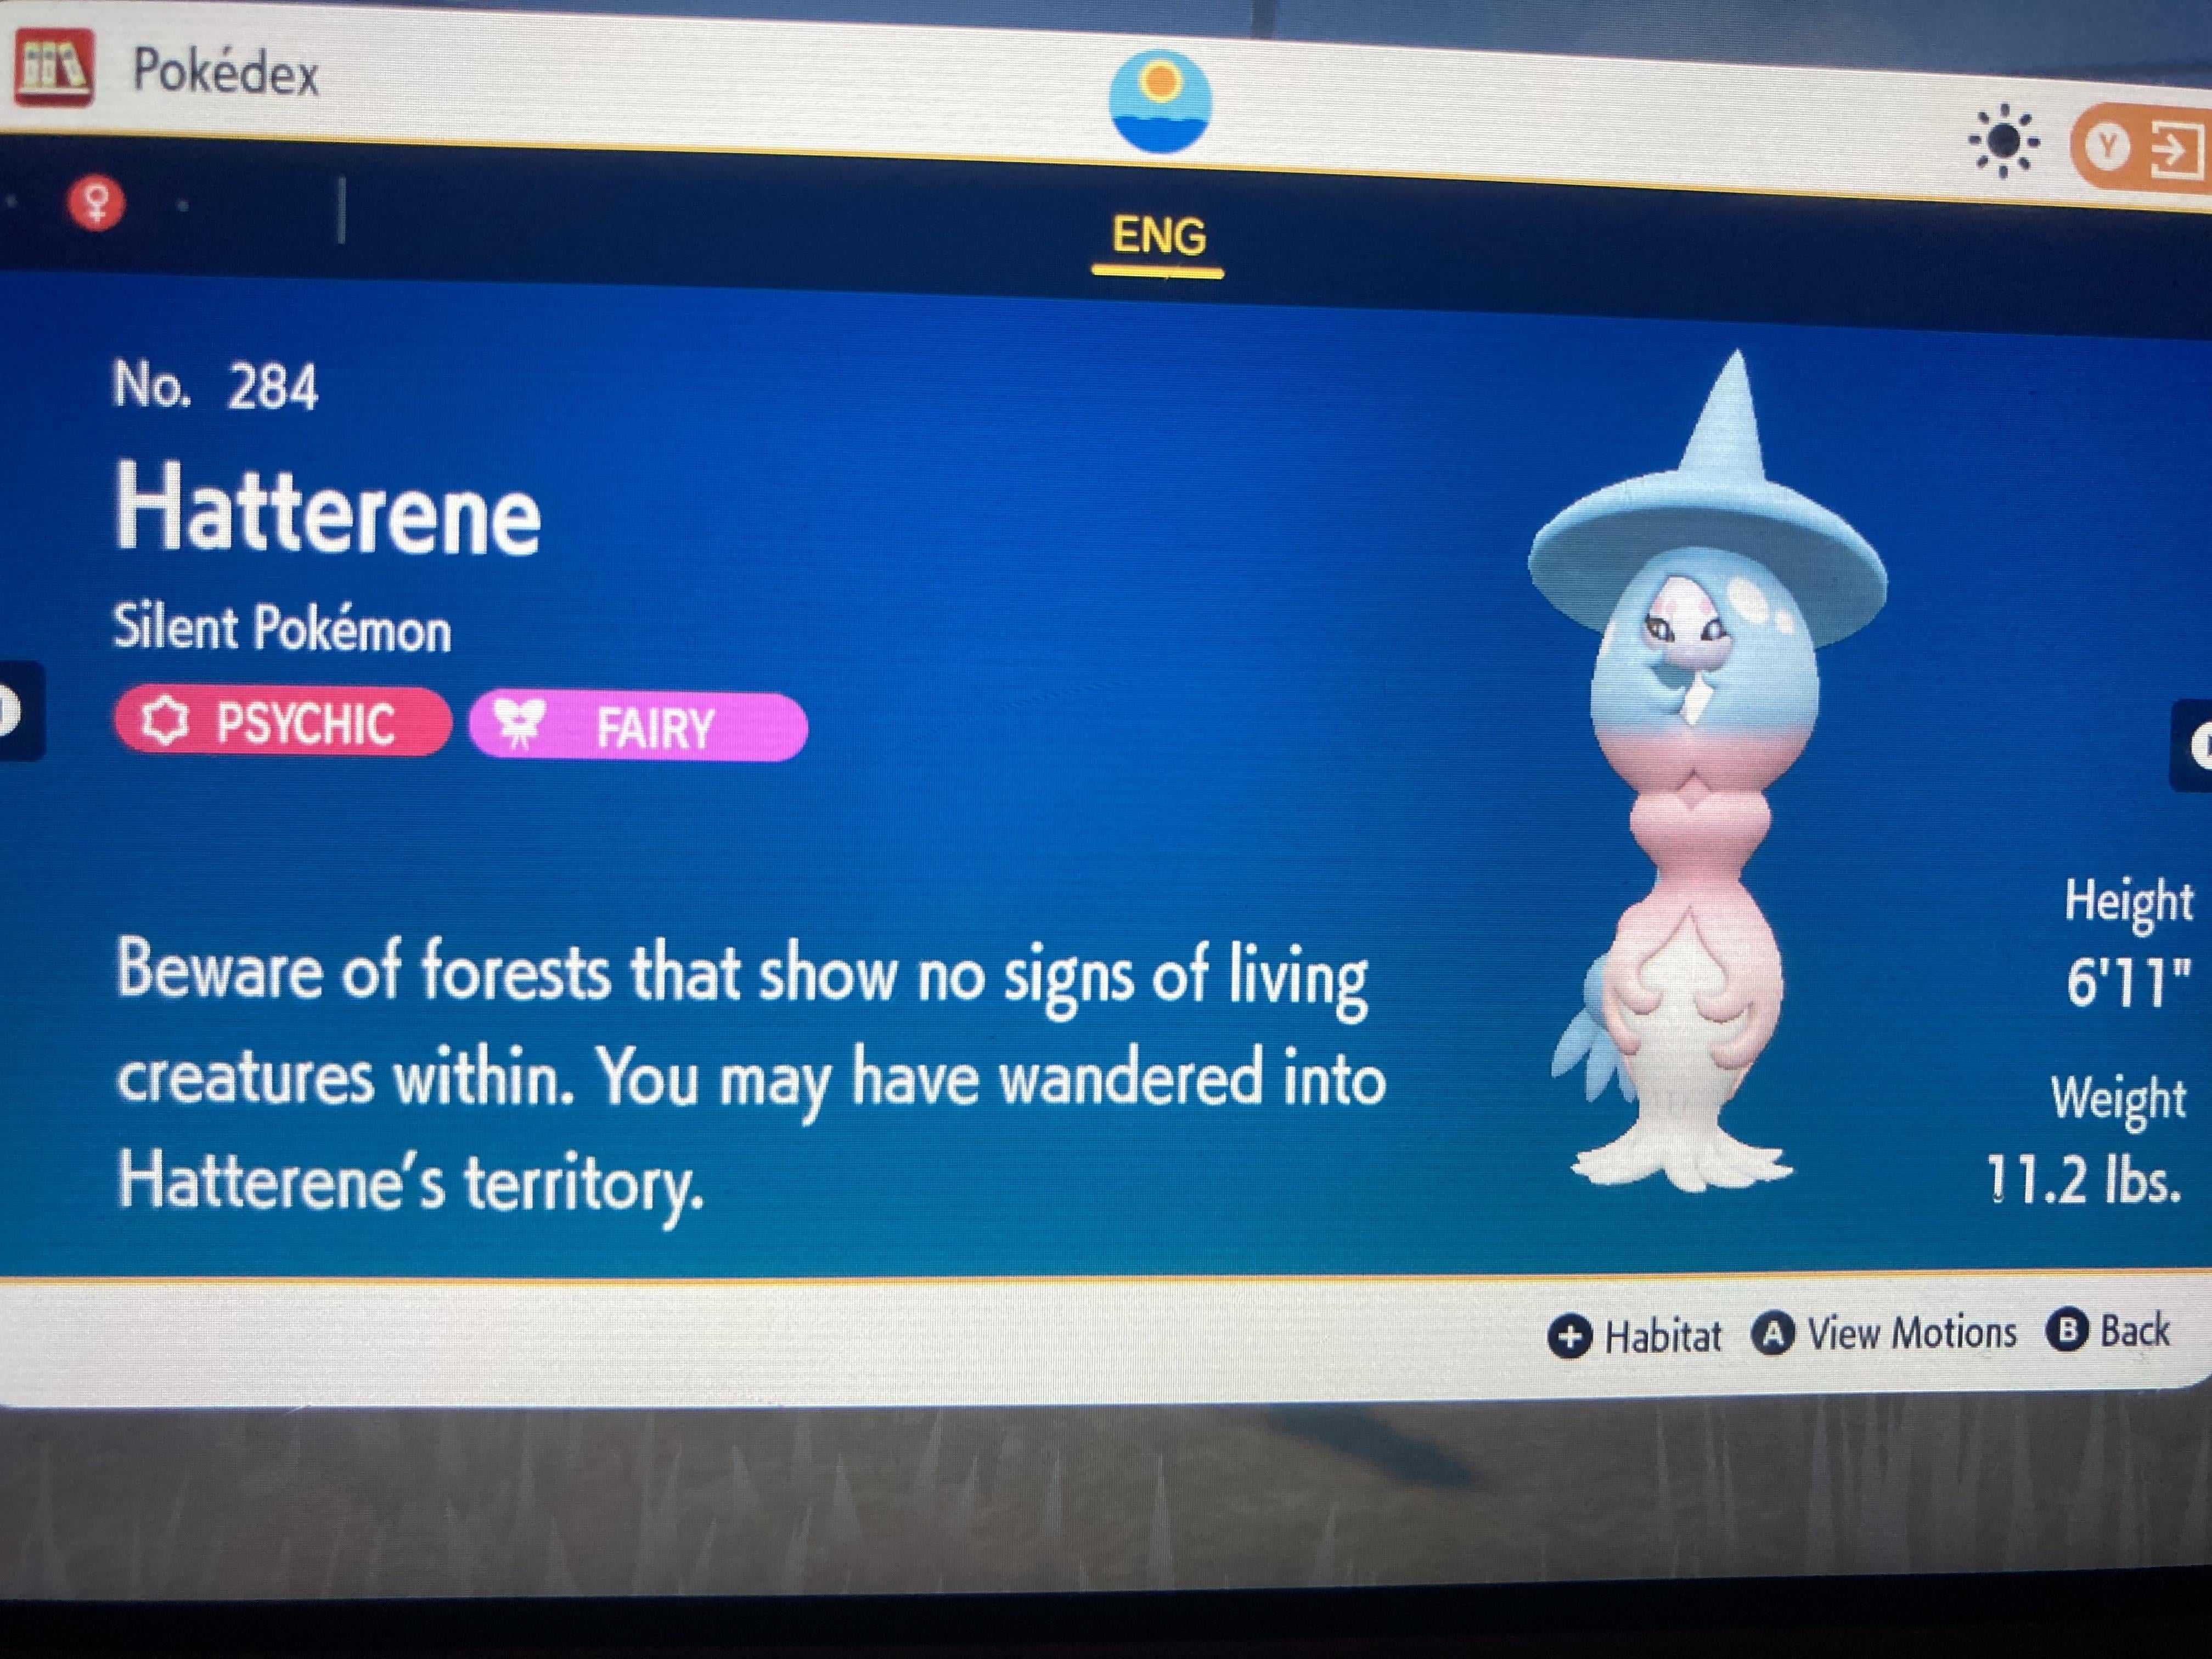 Pokédex
Y
ENG
No. 284
Hatterene
Silent Pokémon
PSYCHIC FAIRY
Beware of forests that show no signs of living
creatures within. You may have wandered into
Hatterene's territory.
Height
6'11"
Weight
11.2 lbs.
+ Habitat A View Motions B Back